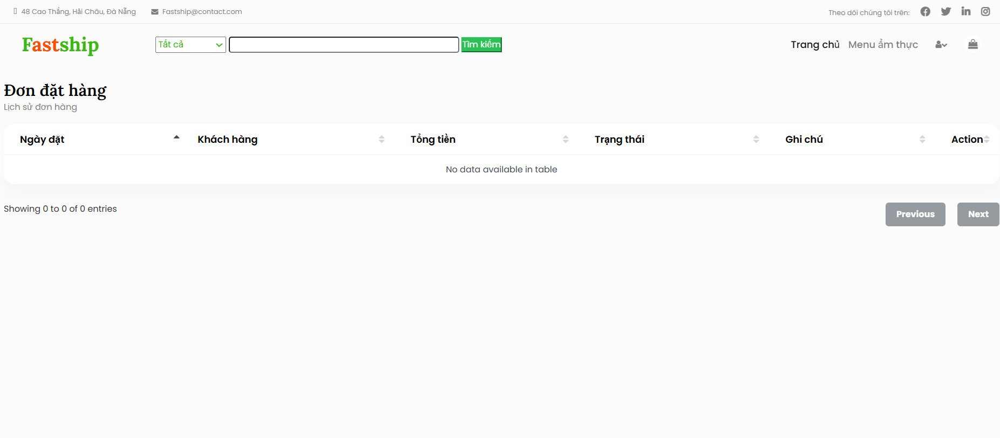 48 Cao Thắng, Hải Châu, Đà Nẵng Fastship@contact.com Theo dõi chúng tôi trên:
Fastship Tất cả Tìm kiếm Trang chủ Menu ẩm thực
Đơn đặt hàng
Lịch sử đơn hàng
Ngày đặt Khách hàng Tổng tiền Trạng thái Ghi chú Action
No data available in table
Showing 0 to 0 of 0 entries Previous Next